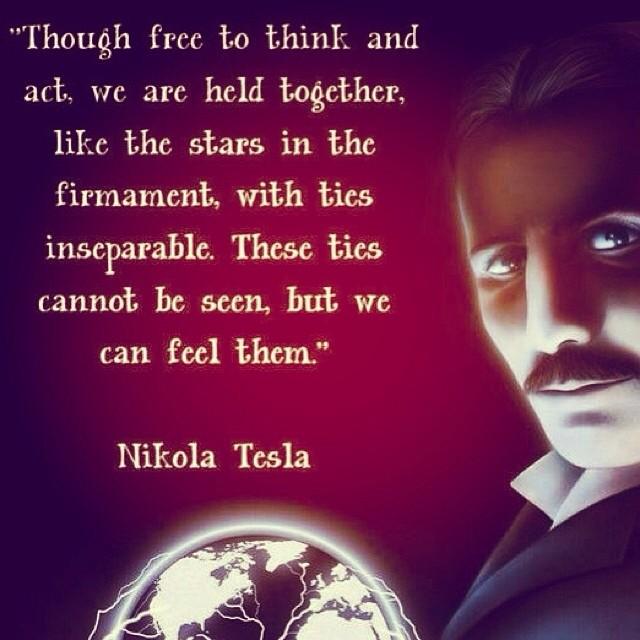 "Though free to think and
act, we are held together,
like the stars in the
firmament, with ties
inseparable. These ties
cannot be seen, but we
can feel them."
Nikola Tesla